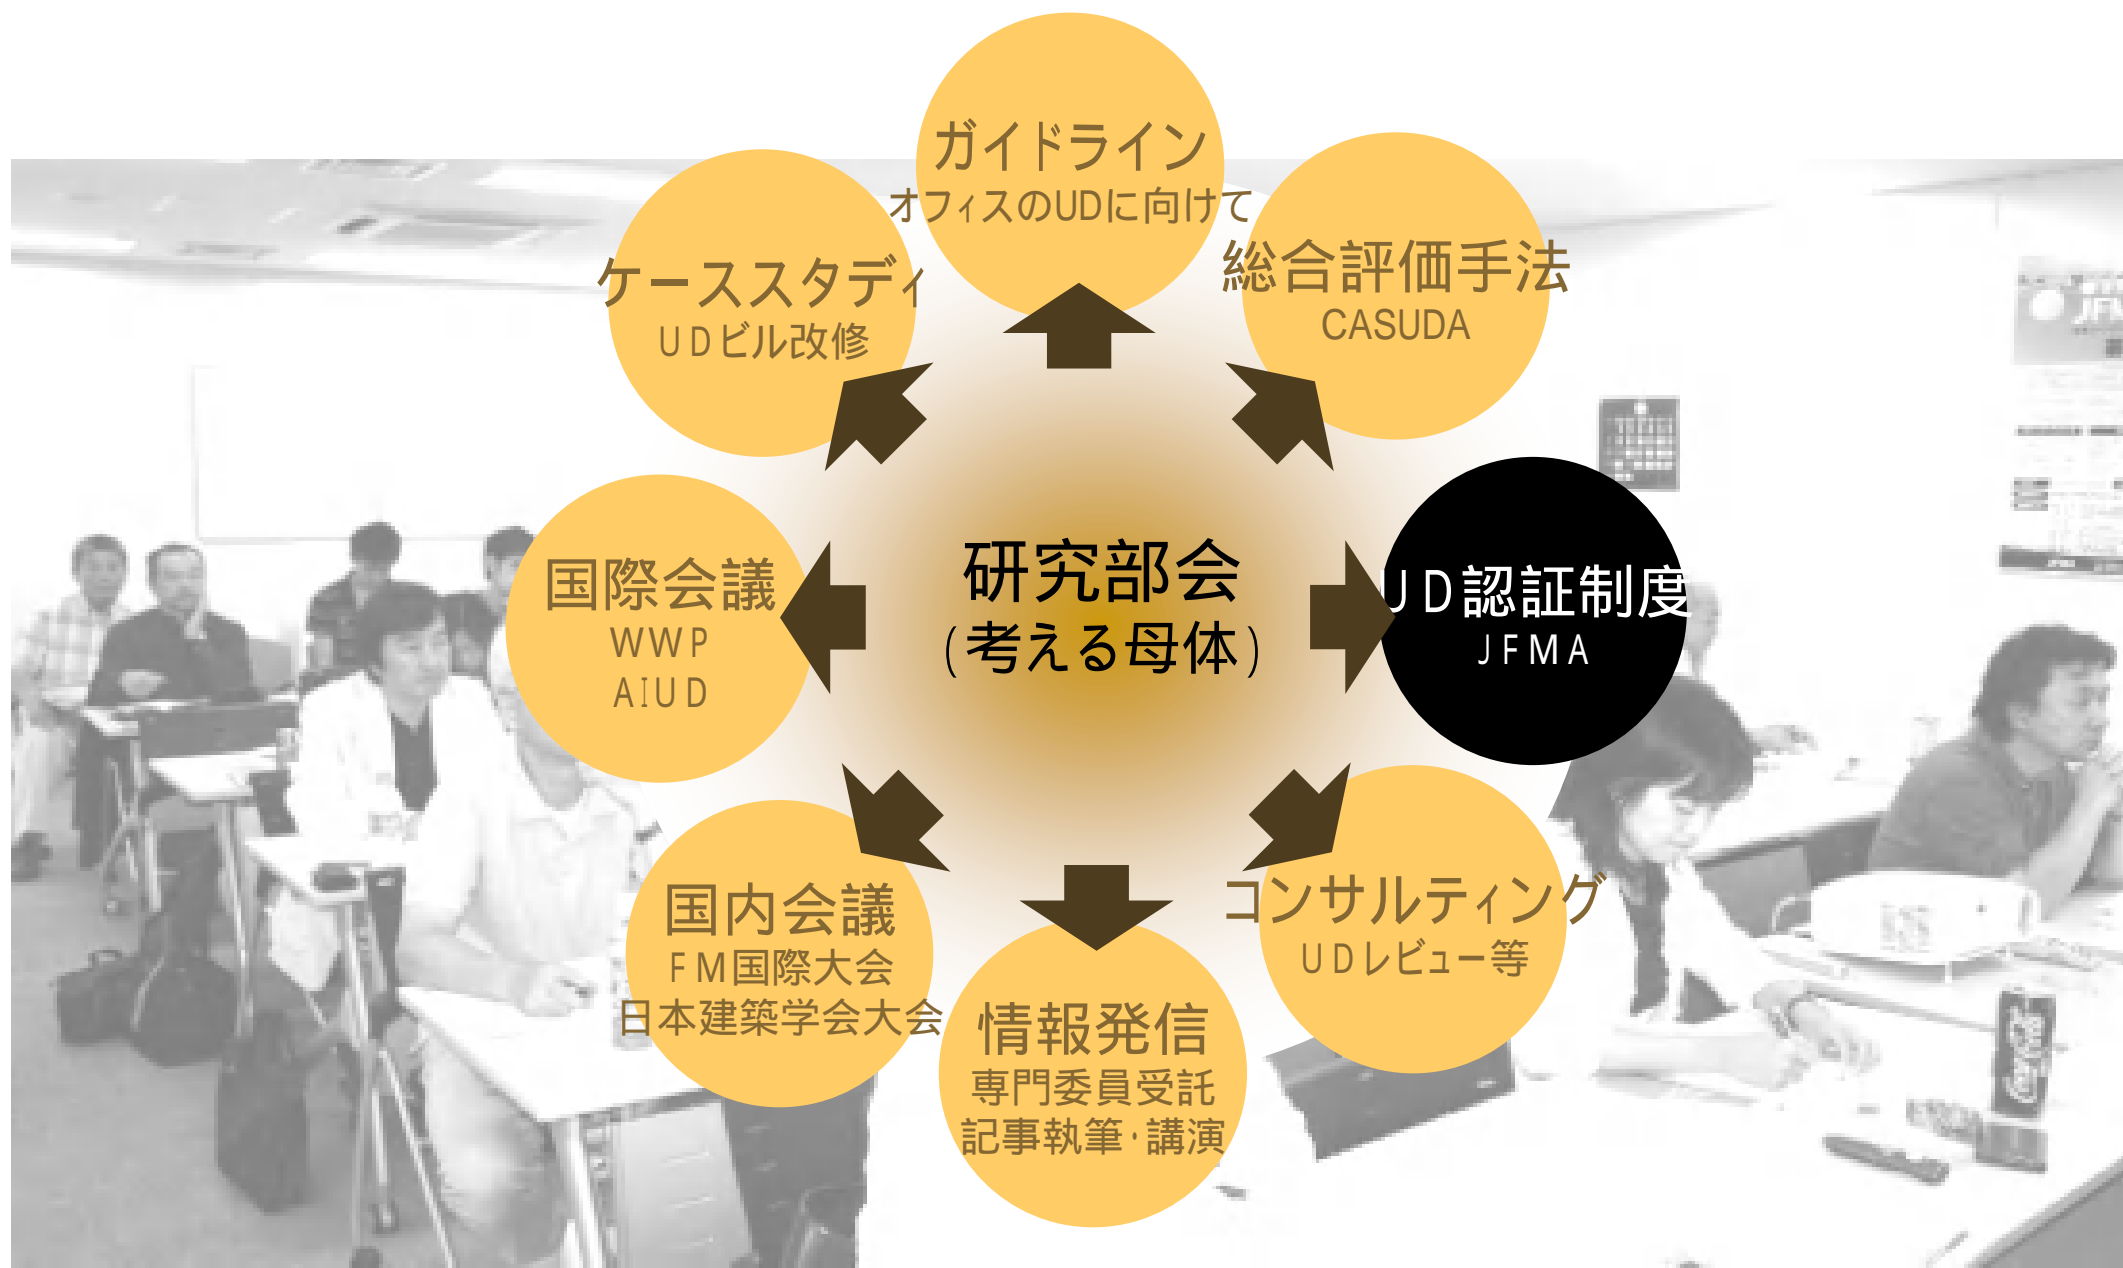 ガイドライン
オフィスのUDに向けて
総合評価手法
CASUDA
ケーススタディ
UDビル改修
研究部会
(考える母体)
UD認証制度
JFMA
国際会議
WWP
AIUD
コンサルティング
UDレビュー等
国内会議
FM国際大会
日本建築学会大会
情報発信
専門委員受託
記事執筆・講演